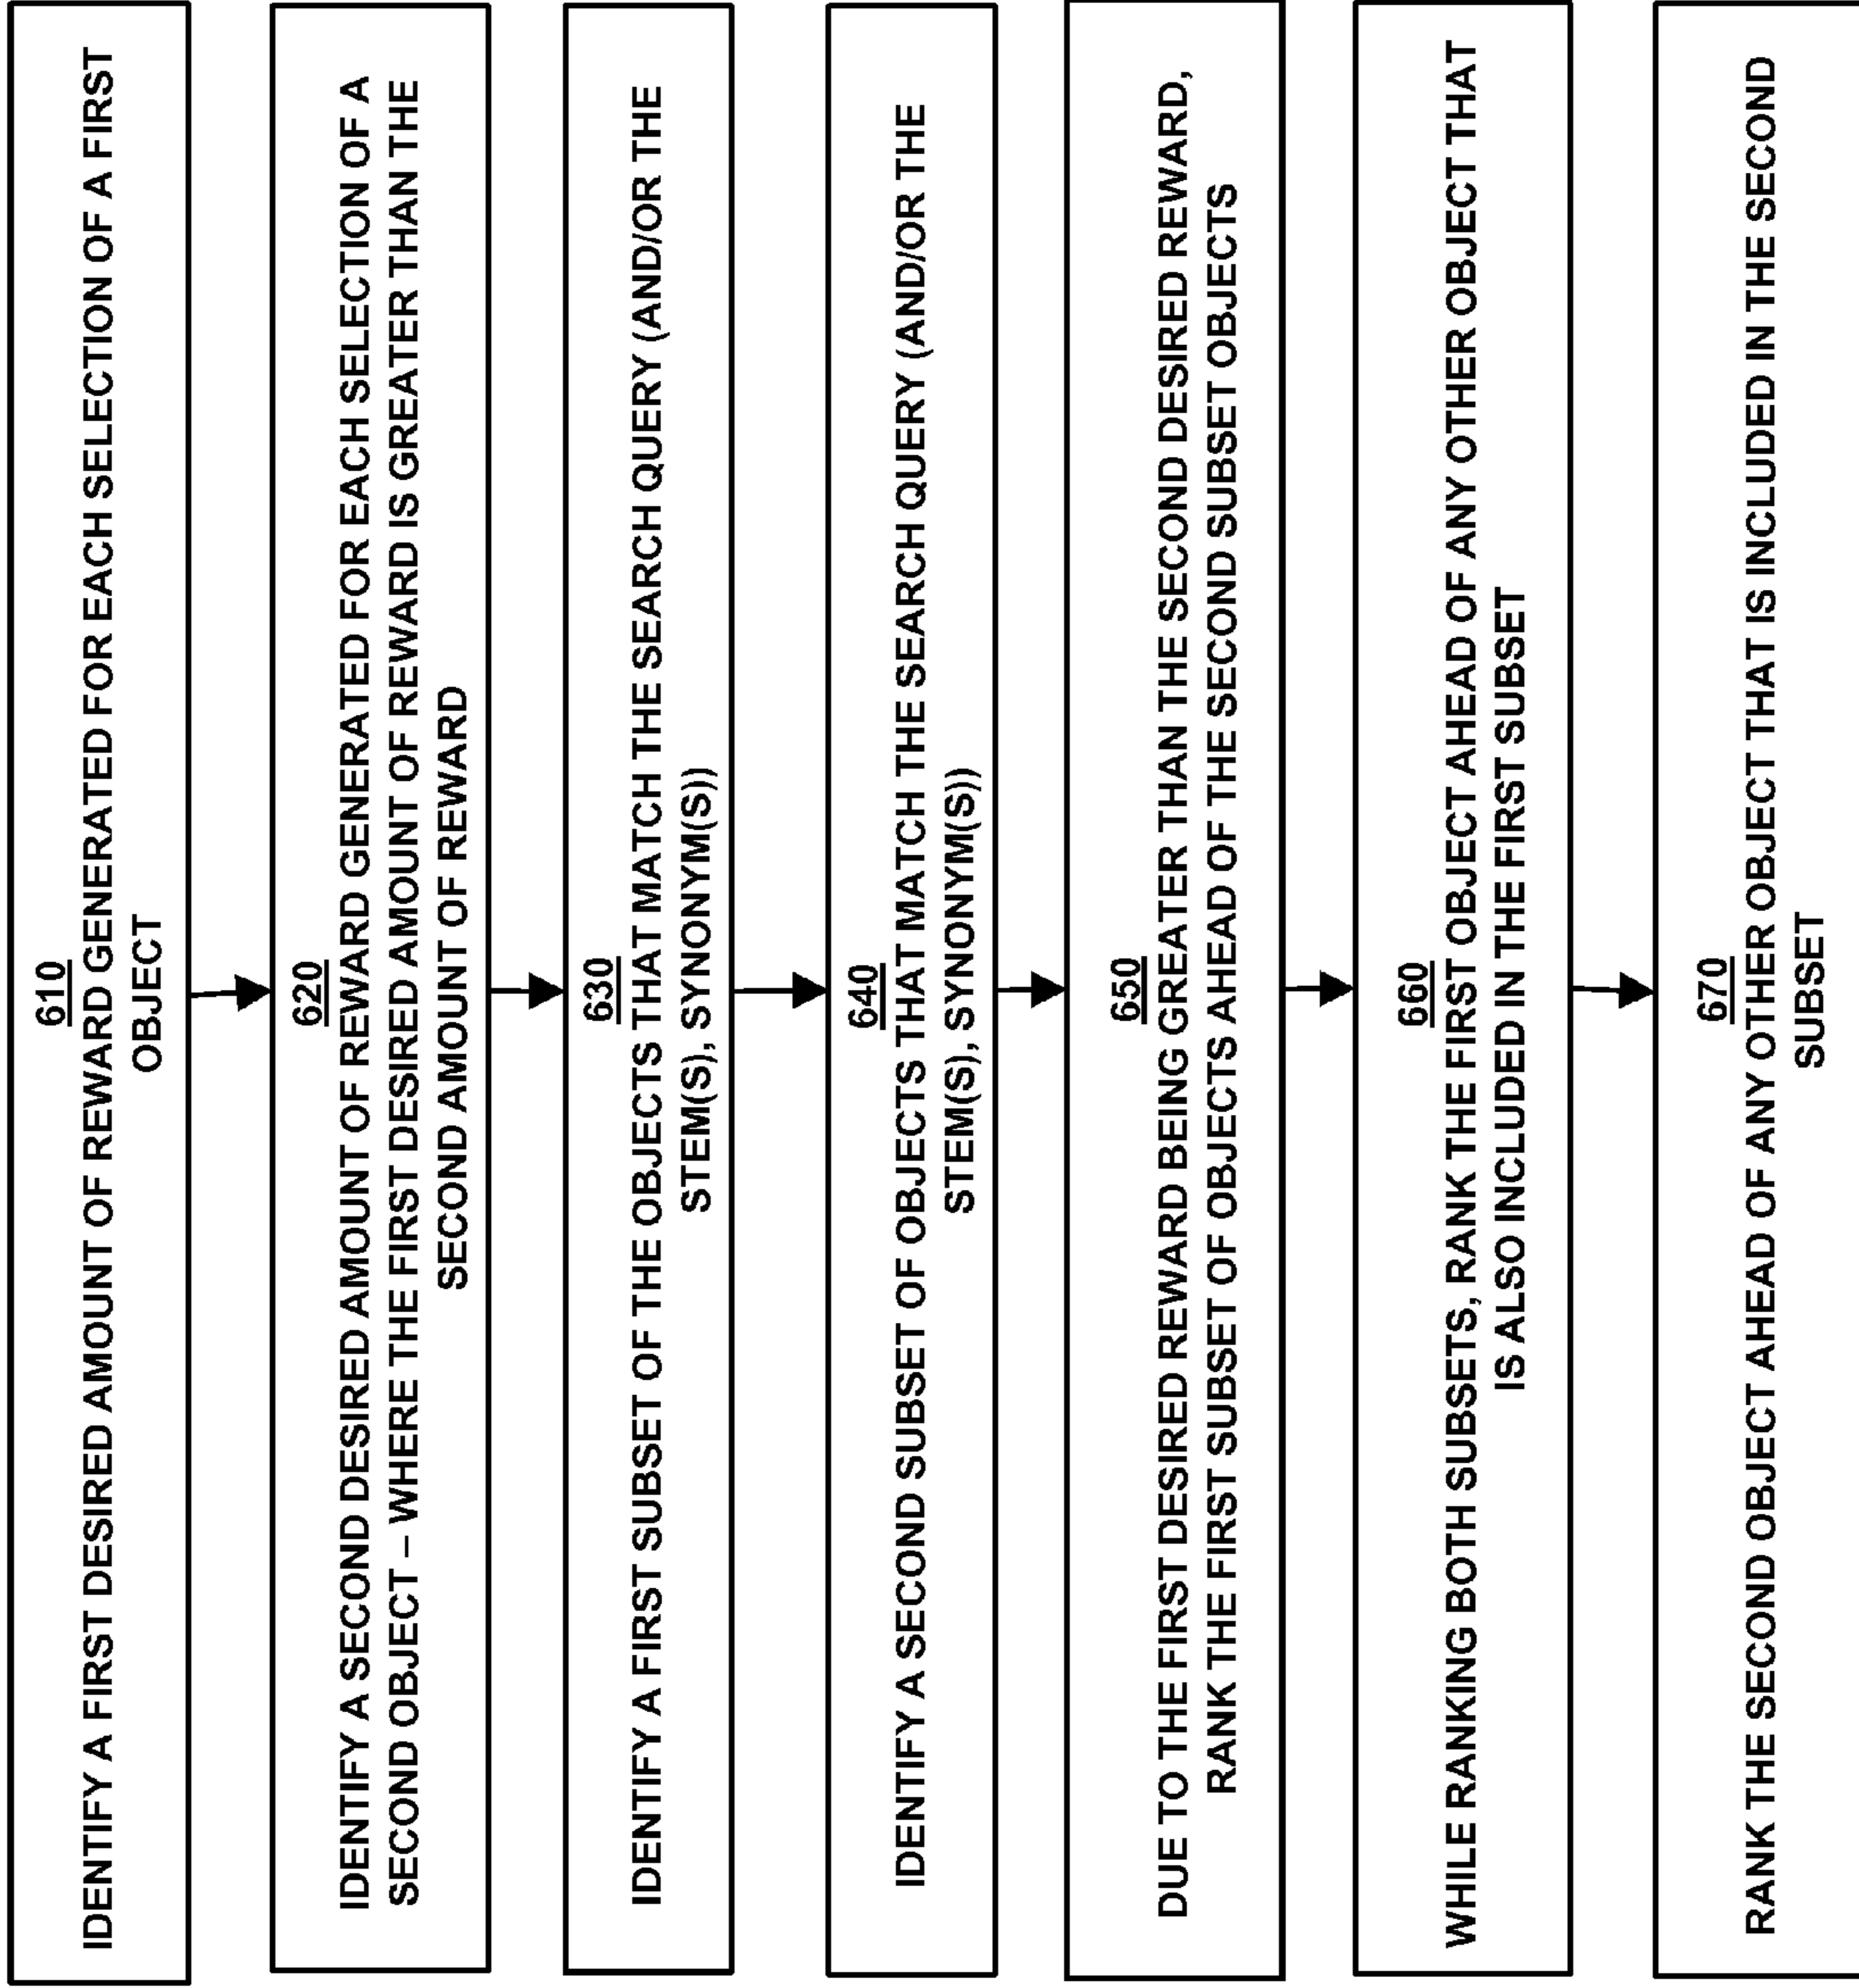 610
IDENTIFY A FIRST DESIRED AMOUNT OF REWARD GENERATED FOR EACH SELECTION OF A FIRST
OBJECT
620
IDENTIFY A SECOND DESIRED AMOUNT OF REWARD GENERATED FOR EACH SELECTION OF A
SECOND OBJECT – WHERE THE FIRST DESIRED AMOUNT OF REWARD IS GREATER THAN THE
SECOND AMOUNT OF REWARD
630
IDENTIFY A FIRST SUBSET OF THE OBJECTS THAT MATCH THE SEARCH QUERY (AND/OR THE
STEM(S), SYNONYM(S))
640
IDENTIFY A SECOND SUBSET OF OBJECTS THAT MATCH THE SEARCH QUERY (AND/OR THE
STEM(S), SYNONYM(S))
650
DUE TO THE FIRST DESIRED REWARD BEING GREATER THAN THE SECOND DESIRED REWARD,
RANK THE FIRST SUBSET OF OBJECTS AHEAD OF THE SECOND SUBSET OBJECTS
660
WHILE RANKING BOTH SUBSETS, RANK THE FIRST OBJECT AHEAD OF ANY OTHER OBJECT THAT
IS ALSO INCLUDED IN THE FIRST SUBSET
670
RANK THE SECOND OBJECT AHEAD OF ANY OTHER OBJECT THAT IS INCLUDED IN THE SECOND
SUBSET